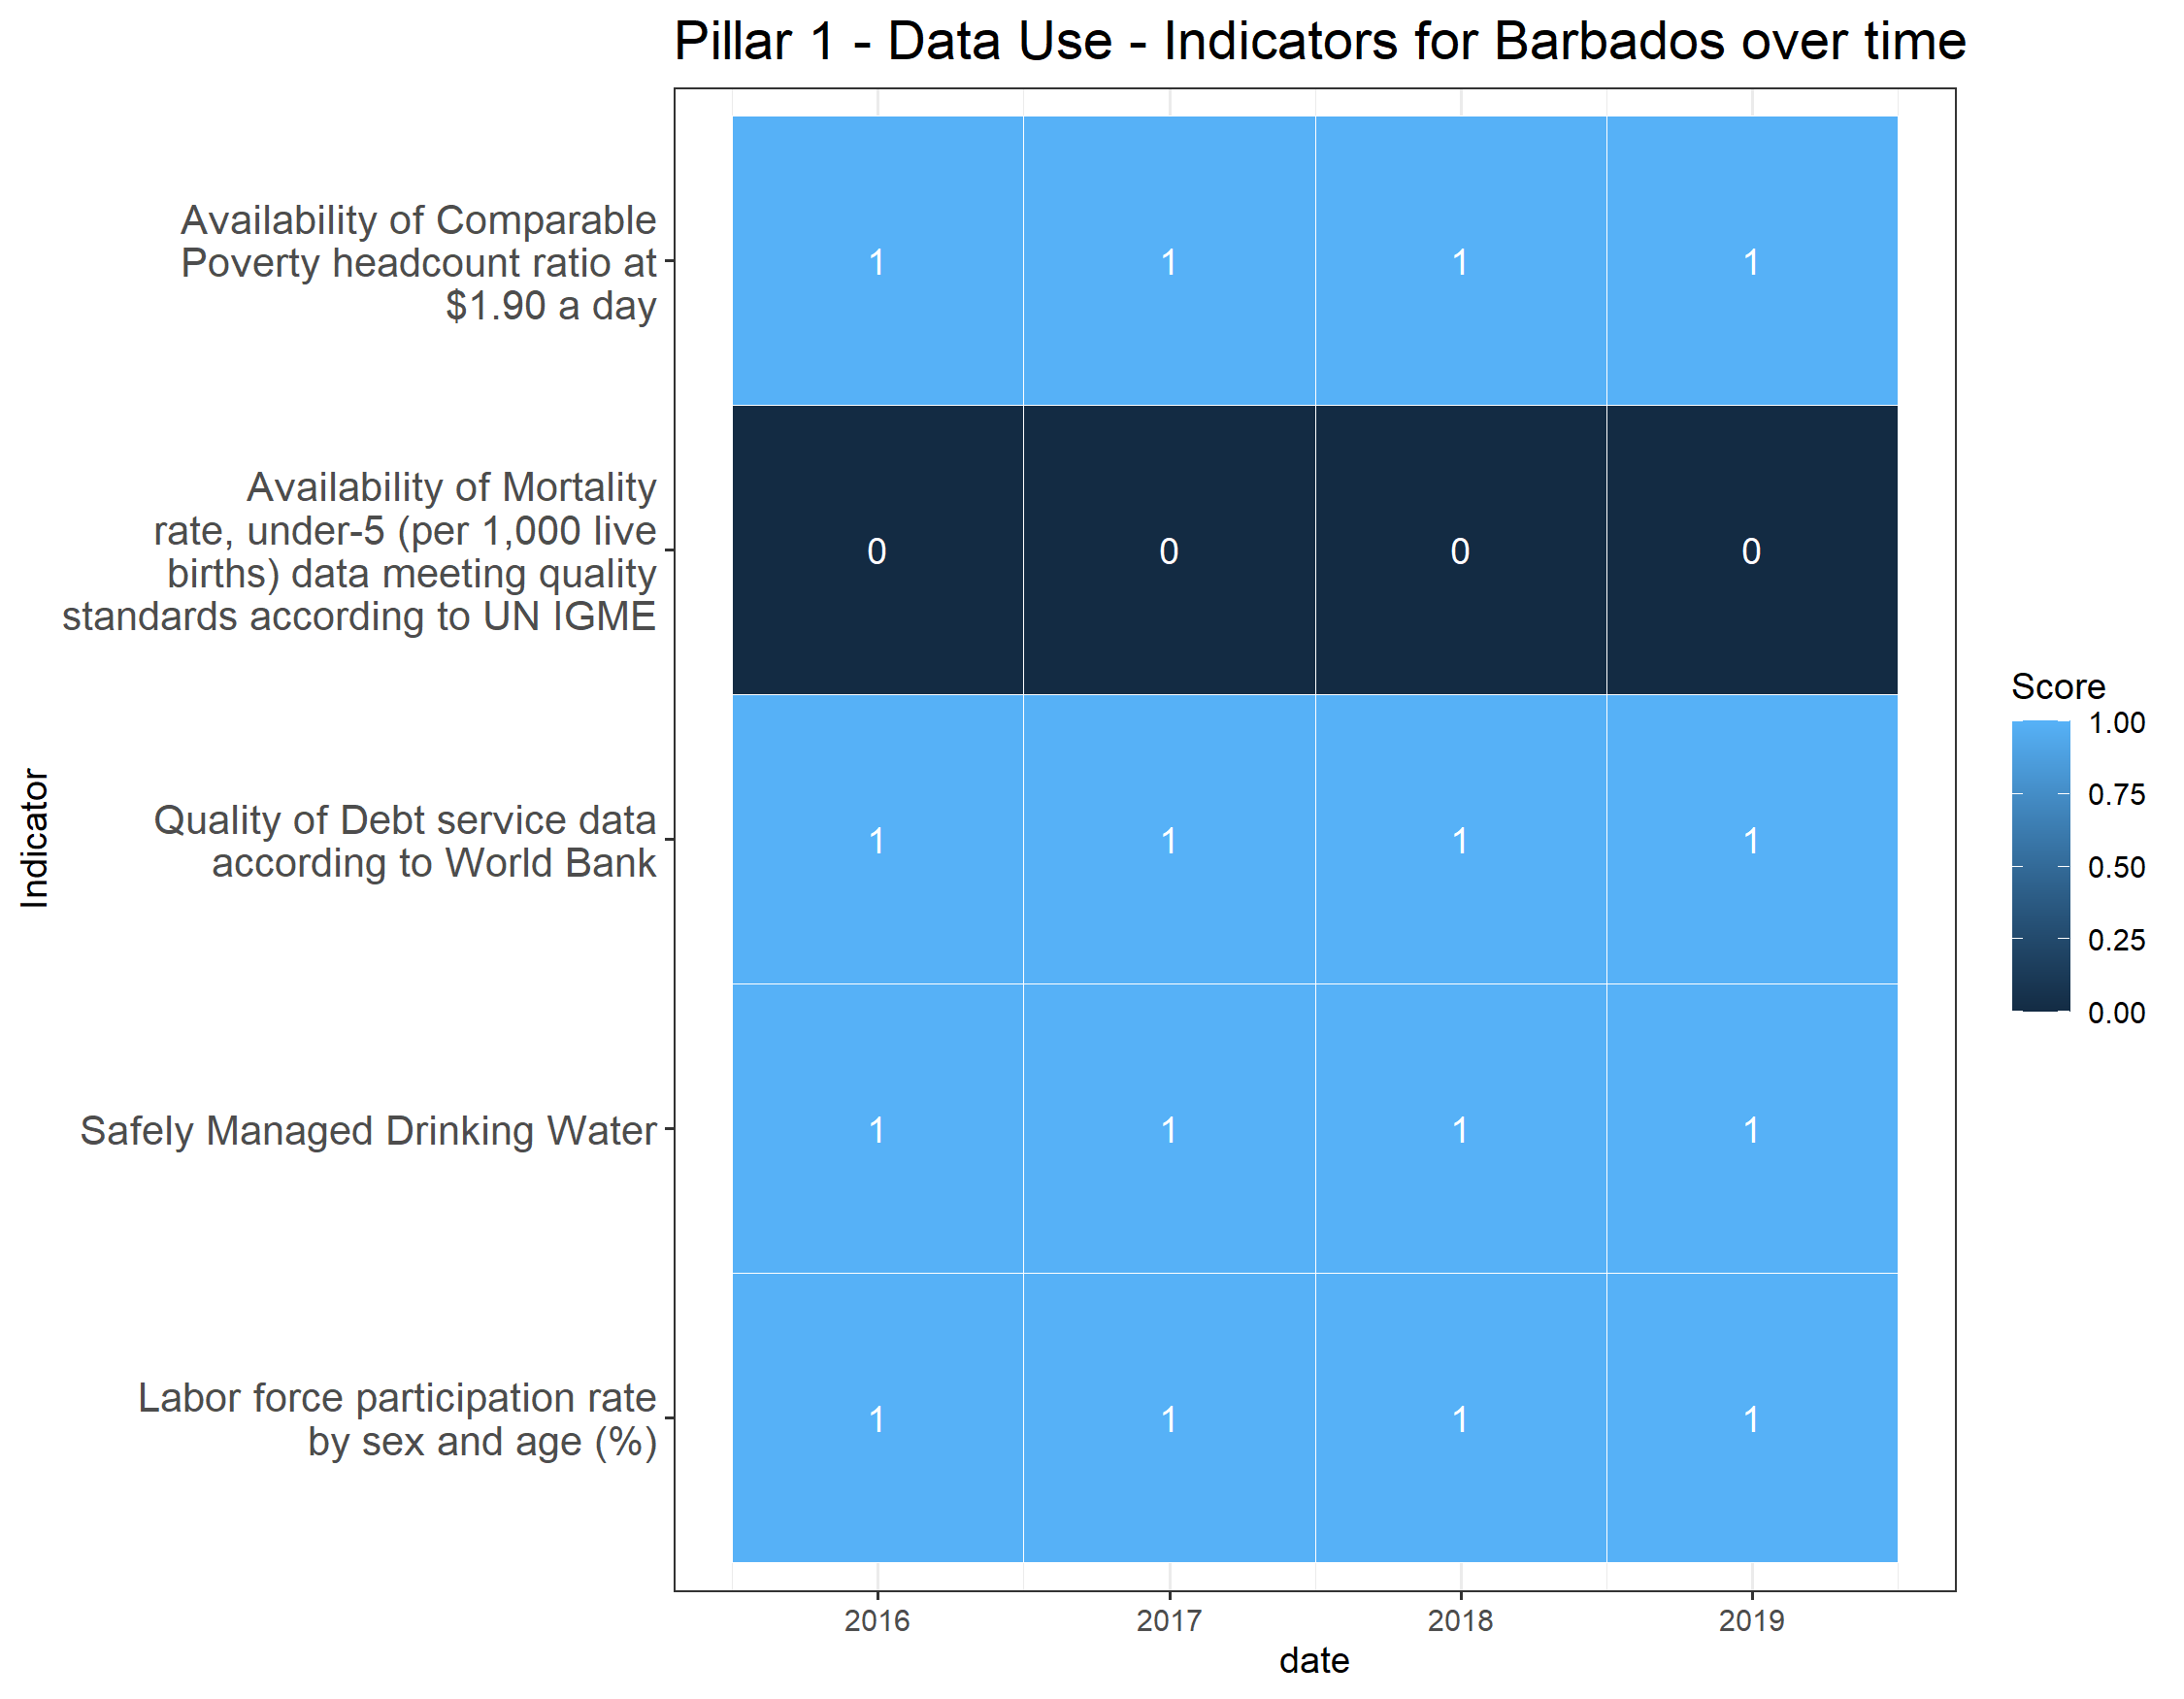 Pillar 1 - Data Use - Indicators for Barbados over time
Availability of Comparable
Poverty headcount ratio at
$1.90 a day
1 1 1 1
Availability of Mortality
rate, under-5 (per 1,000 live
births) data meeting quality
standards according to UN IGME
0 0 0 0
Quality of Debt service data
according to World Bank
1 1 1 1
Safely Managed Drinking Water
1 1 1 1
Labor force participation rate
by sex and age (%)
1 1 1 1
Indicator
2016 2017 2018 2019
date
Score
1.00
0.75
0.50
0.25
0.00